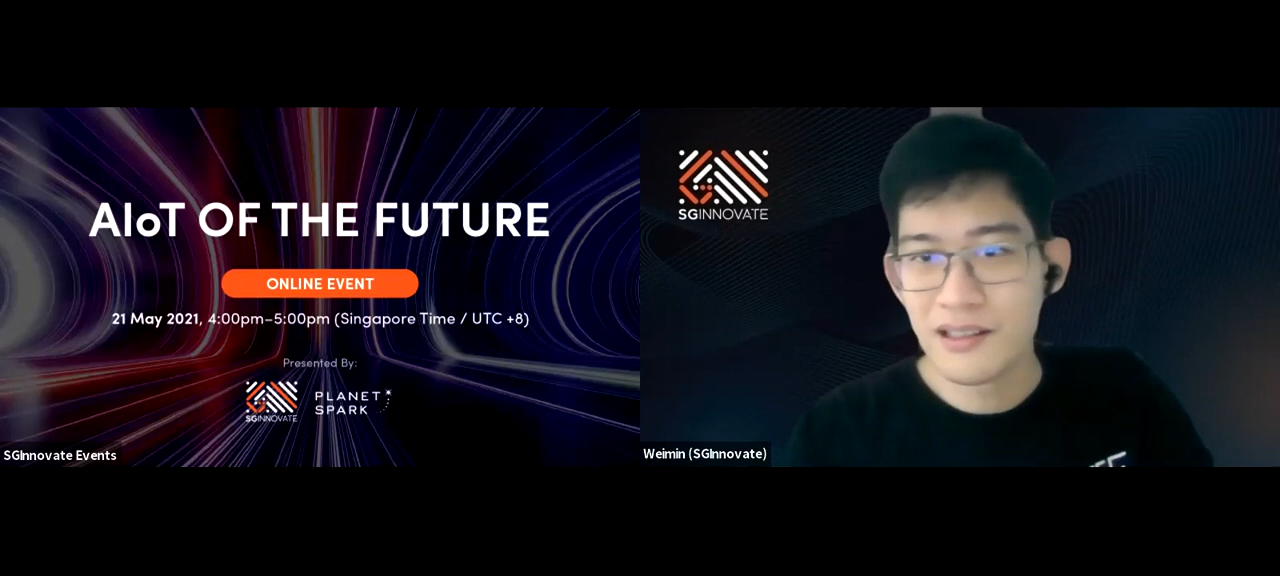 AIoT OF THE FUTURE
ONLINE EVENT
21 May 2021, 4:00pm–5:00pm (Singapore Time / UTC +8)
Presented By:
SGINNOVATE
PLANET
SPARK
SGInnovate Events
SGINNOVATE
Weimin (SGInnovate)